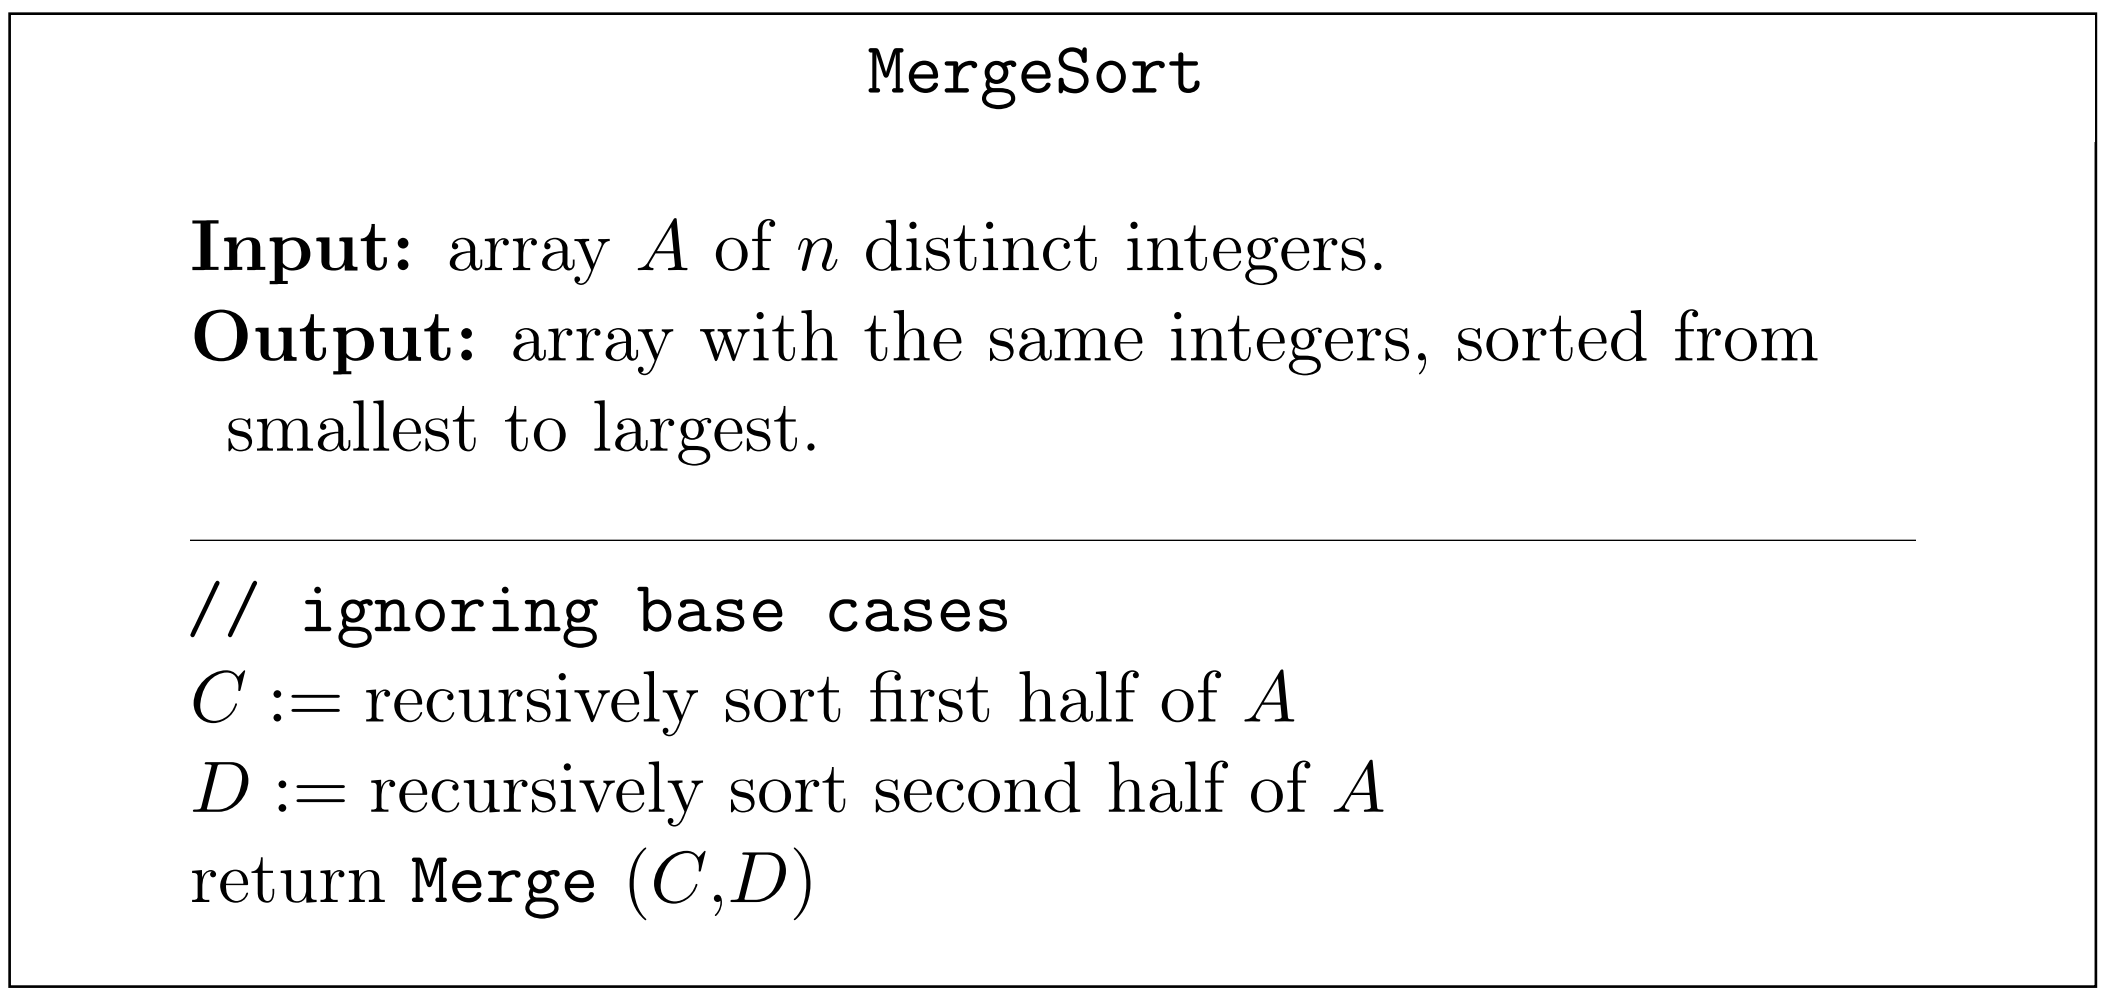 MergeSort
Input: array A of n distinct integers.
Output: array with the same integers, sorted from
smallest to largest.
// ignoring base cases
C := recursively sort first half of A
D := recursively sort second half of A
return Merge (C,D)